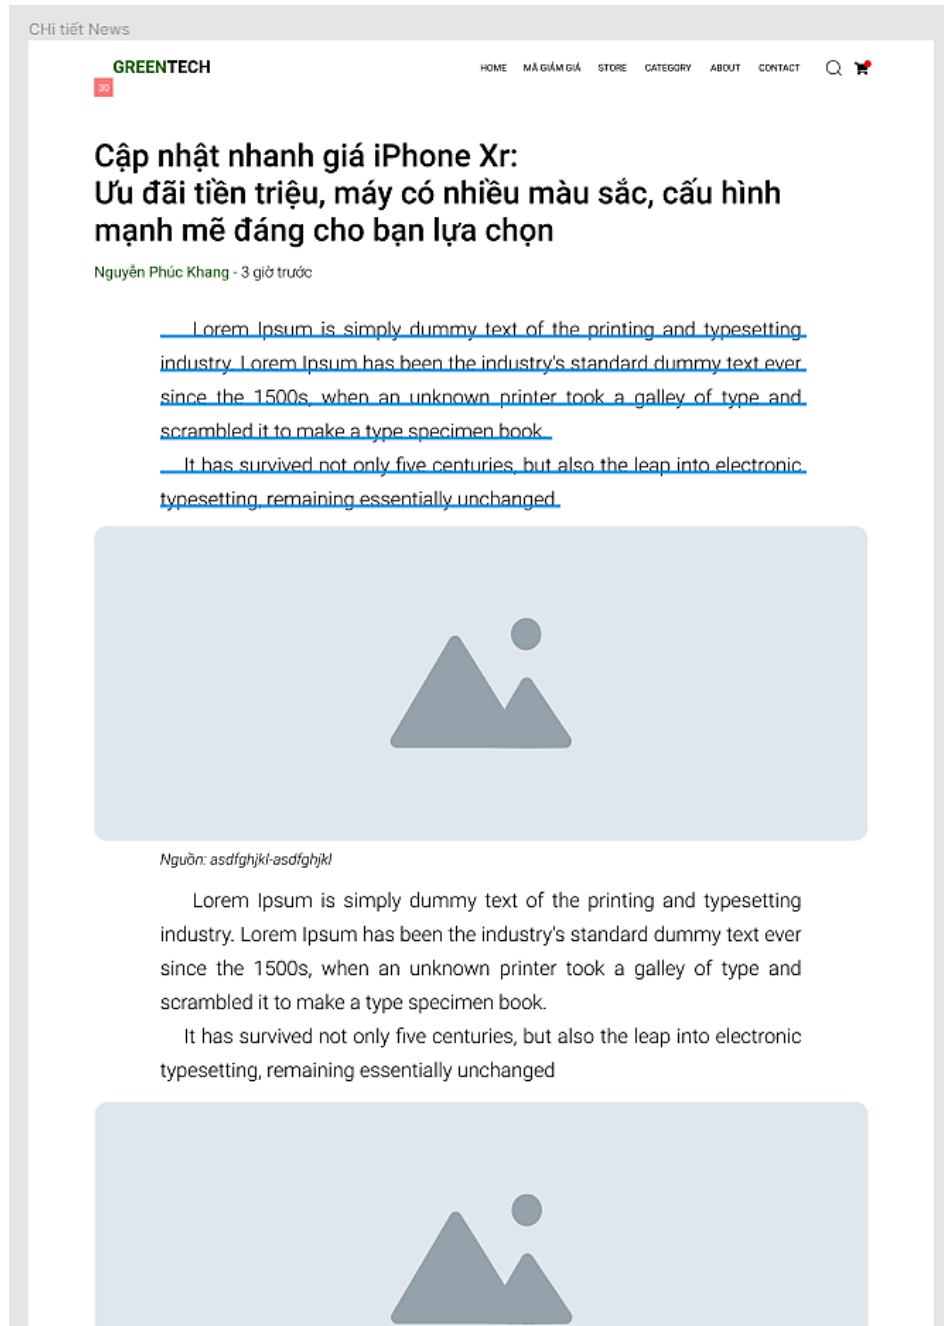 CHi tiết News
GREENTECH
HOME MÃ GIẢM GIÁ STORE CATEGORY ABOUT CONTACT
30
Cập nhật nhanh giá iPhone Xr:
Ưu đãi tiền triệu, máy có nhiều màu sắc, cấu hình
mạnh mẽ đáng cho bạn lựa chọn
Nguyễn Phúc Khang - 3 giờ trước
Lorem Ipsum is simply dummy text of the printing and typesetting
industry. Lorem Ipsum has been the industry's standard dummy text ever
since the 1500s, when an unknown printer took a galley of type and
scrambled it to make a type specimen book.
It has survived not only five centuries, but also the leap into electronic
typesetting, remaining essentially unchanged
Nguồn: asdfghjkl-asdfghjkl
Lorem Ipsum is simply dummy text of the printing and typesetting
industry. Lorem Ipsum has been the industry's standard dummy text ever
since the 1500s, when an unknown printer took a galley of type and
scrambled it to make a type specimen book.
It has survived not only five centuries, but also the leap into electronic
typesetting, remaining essentially unchanged